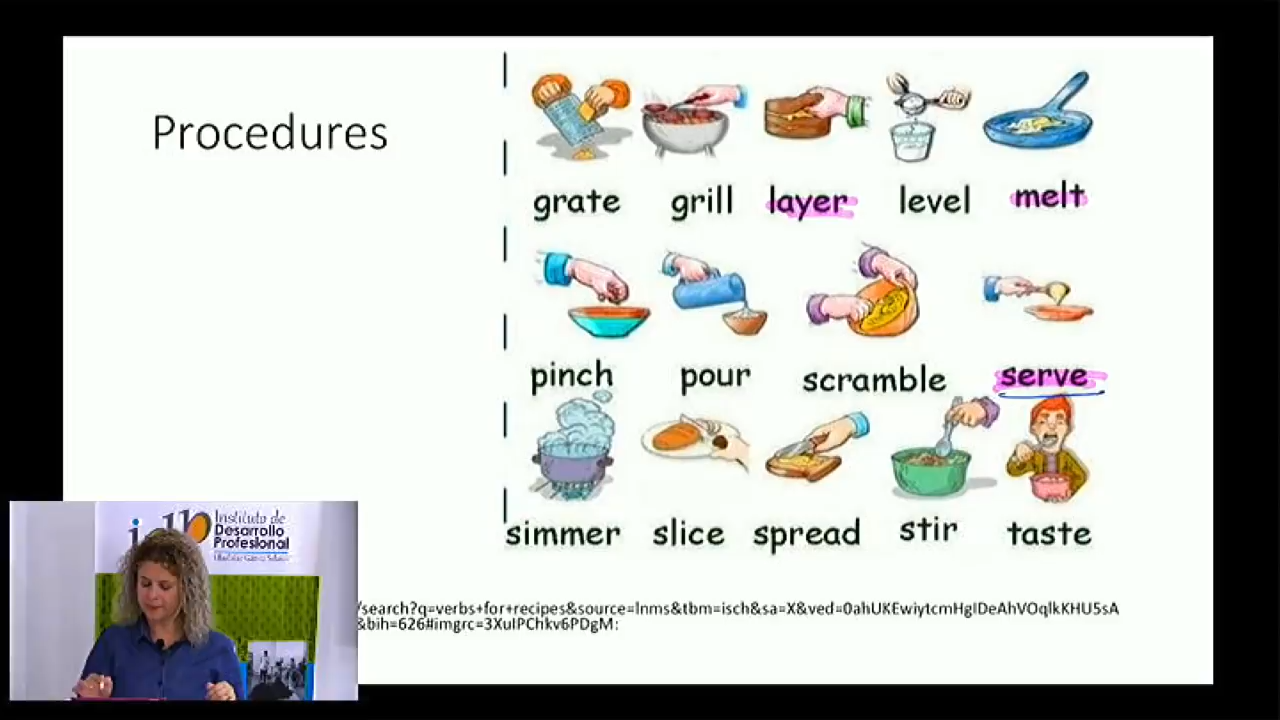 Procedures
grate grill layer level melt
pinch pour scramble serve
simmer slice spread stir taste
Instituto de
Desarrollo
Profesional
/search?q=verbs+for+recipes&source=lnms&tbm=isch&sa=X&ved=0ahUKEwiytcmHgIDeAhVOqlkKHU5sA
&bih=626#imgrc=3XuIPChkv6PDgM: